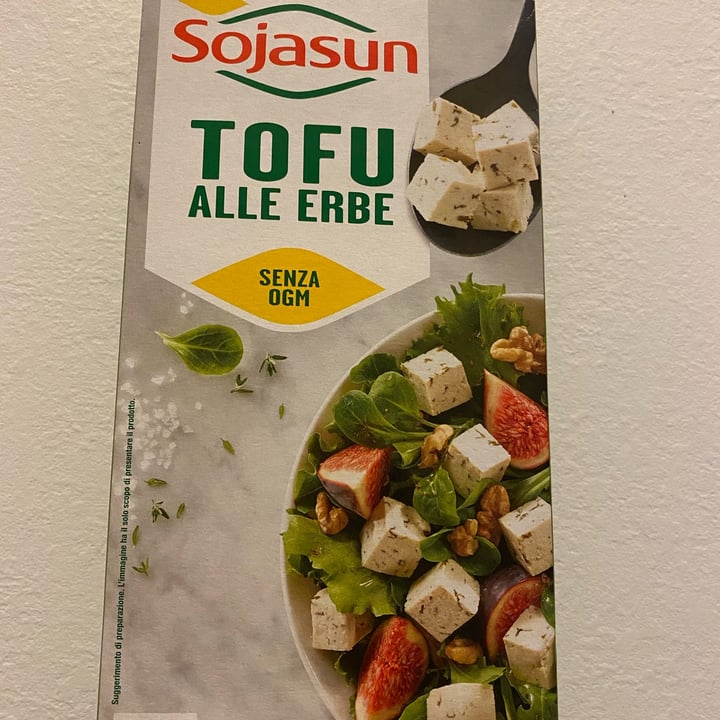 Sojasun
TOFU
ALLE ERBE
SENZA
OGM
Suggerimento di preparazione. L'immagine ha il solo scopo di presentare il prodotto.